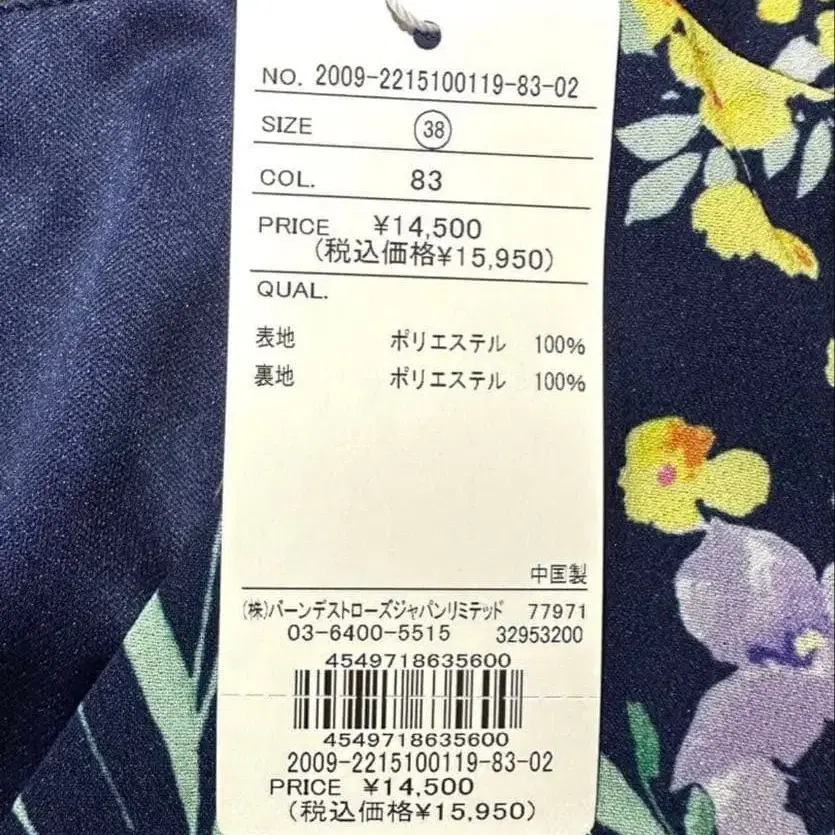 NO. 2009-2215100119-83-02
SIZE 38
COL. 83
PRICE ¥14,500
(税込価格¥15,950)
QUAL.
表地 ポリエステル 100%
裏地 ポリエステル 100%
中国製
(株)バーンデストローズジャパンリミテッド 77971
03-6400-5515 32953200
4549718635600
4549718635600
2009-2215100119-83-02
PRICE ¥14,500
(税込価格¥15,950)